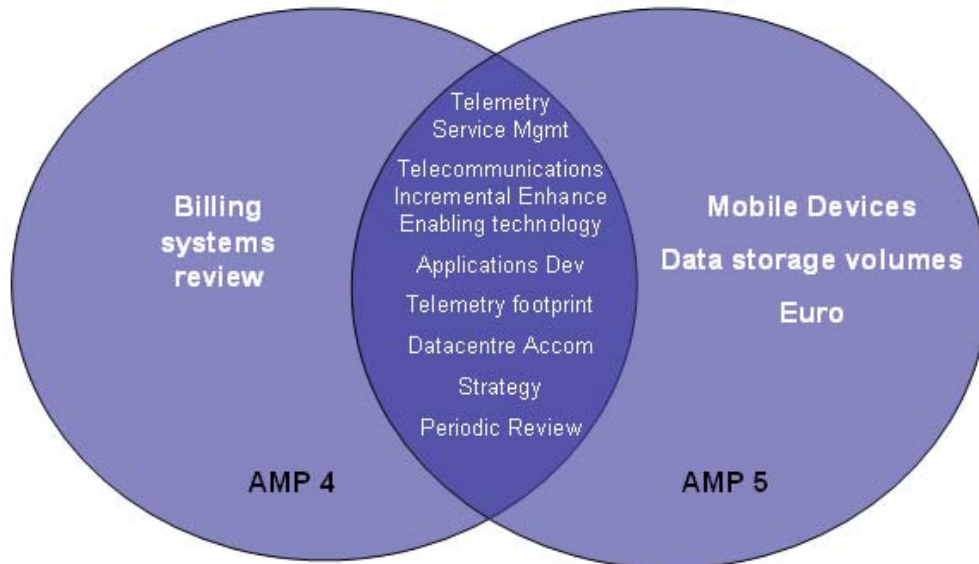 Billing
systems
review
AMP 4
Telemetry
Service Mgmt
Telecommunications
Incremental Enhance
Enabling technology
Applications Dev
Telemetry footprint
Datacentre Accom
Strategy
Periodic Review
Mobile Devices
Data storage volumes
Euro
AMP 5